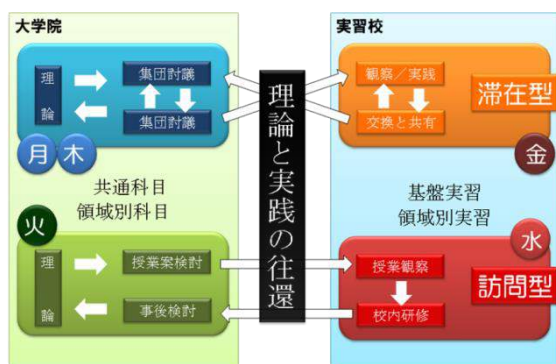 大学院
実習校
理論
集団討議
集団討議
月
木
観察／実践
交換と共有
滞在型
金
理論と実践の往還
共通科目
領域別科目
基盤実習
領域別実習
火
理論
授業案検討
事後検討
水
授業観察
校内研修
訪問型